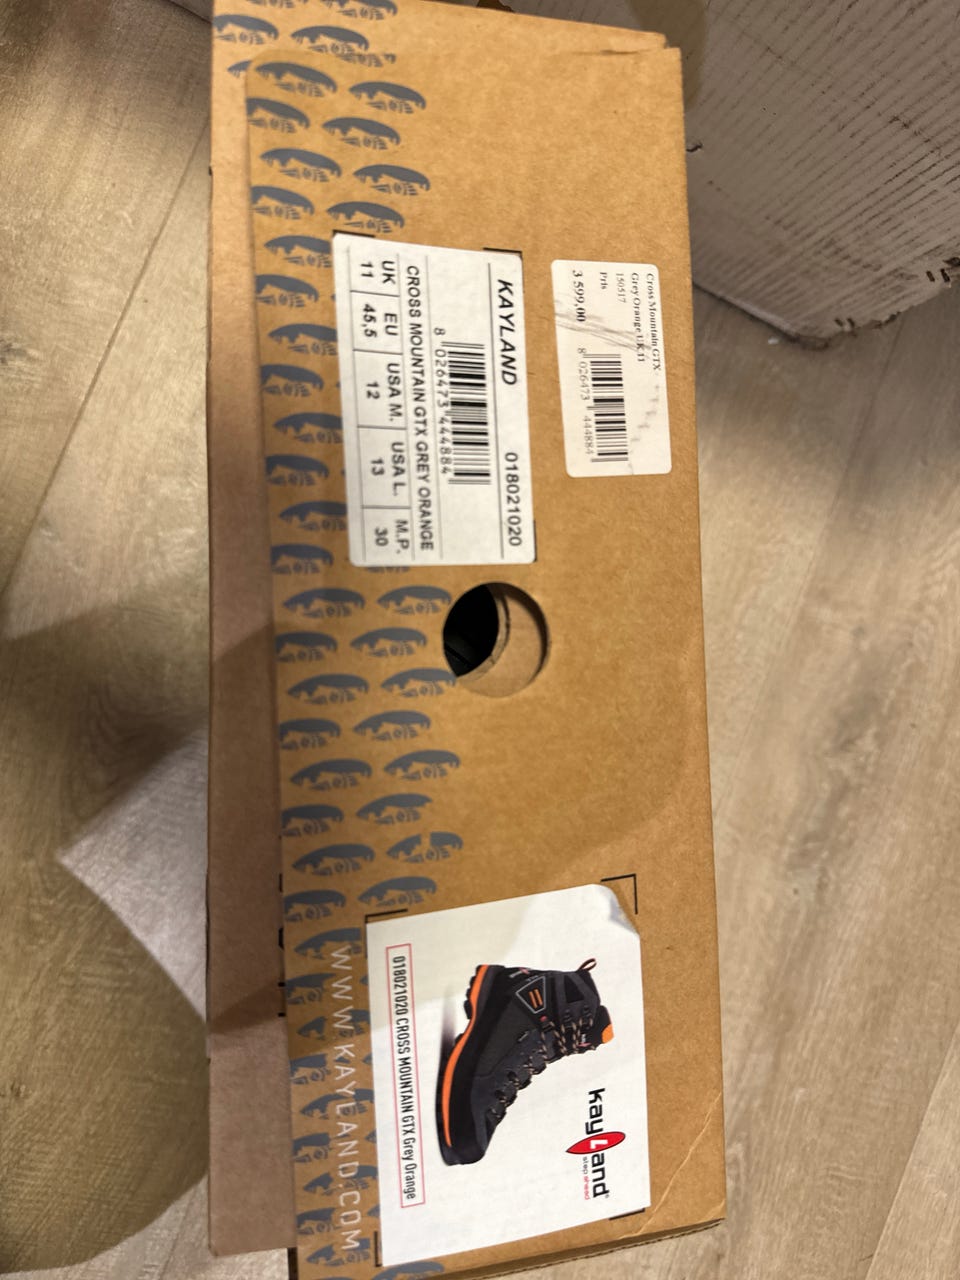 Cross Mountain GTX
Grey Orange UK 11
150517
Pris
3 599,00
8 026473 444884
KAYLAND 018021020
8 026473 444884
CROSS MOUNTAIN GTX GREY ORANGE
UK EU USA M. USA L. M.P.
11 45,5 12 13 30
kayland
step ahead
018021020 CROSS MOUNTAIN GTX Grey Orange
WWW.KAYLAND.COM